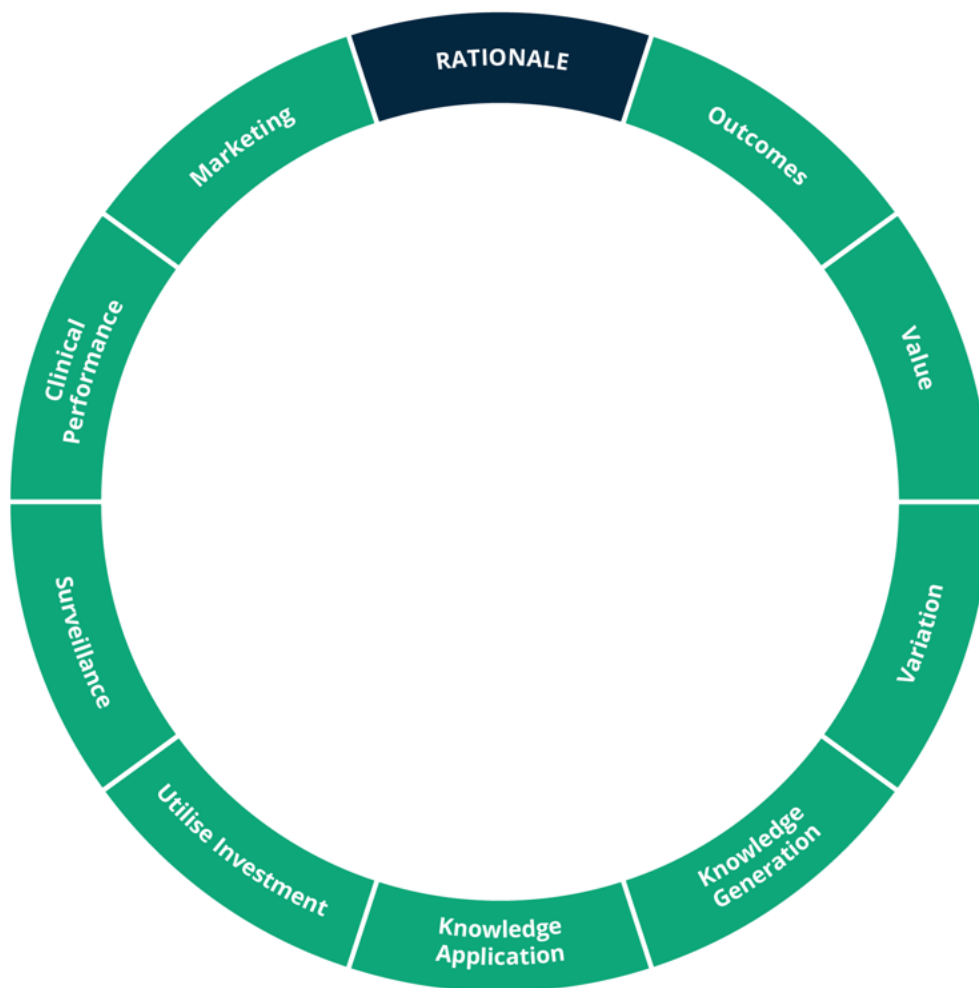 RATIONALE
Outcomes
Value
Variation
Knowledge
Generation
Knowledge
Application
Utilise Investment
Surveillance
Clinical
Performance
Marketing